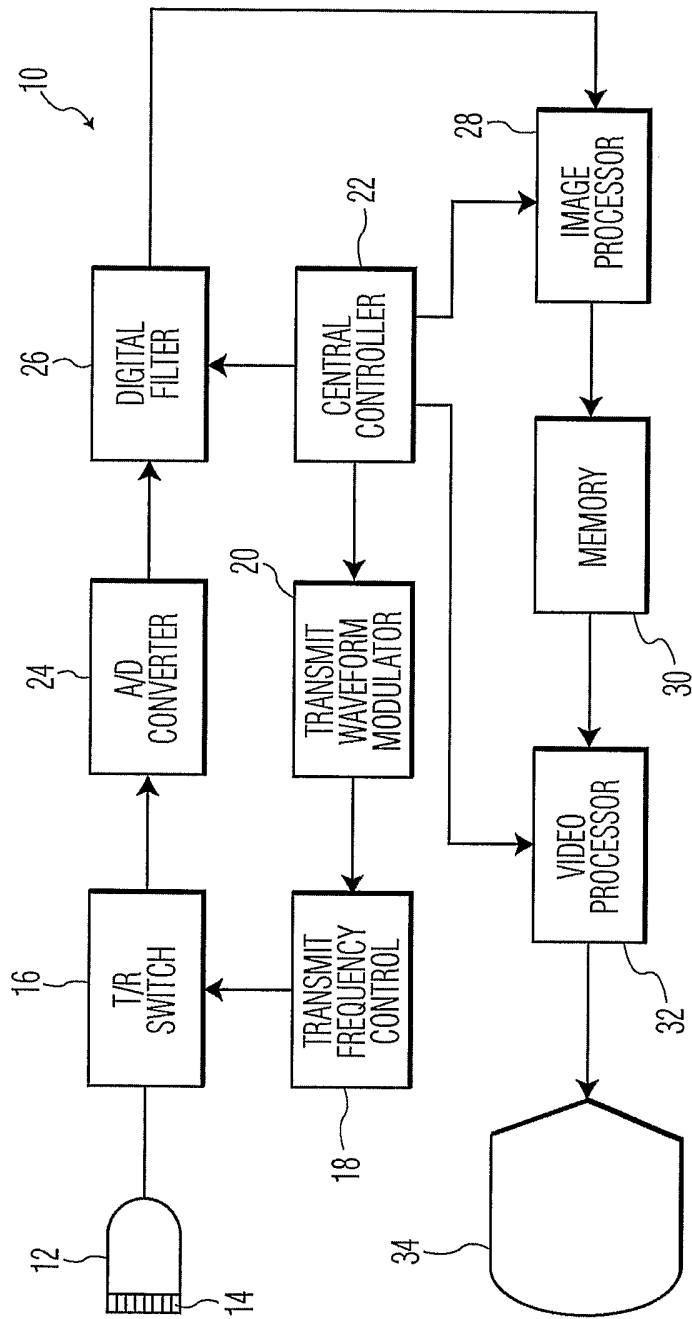 10
12
14
16
T/R
SWITCH
24
A/D
CONVERTER
26
DIGITAL
FILTER
18
TRANSMIT
FREQUENCY
CONTROL
20
TRANSMIT
WAVEFORM
MODULATOR
22
CENTRAL
CONTROLLER
34
32
VIDEO
PROCESSOR
30
MEMORY
28
IMAGE
PROCESSOR